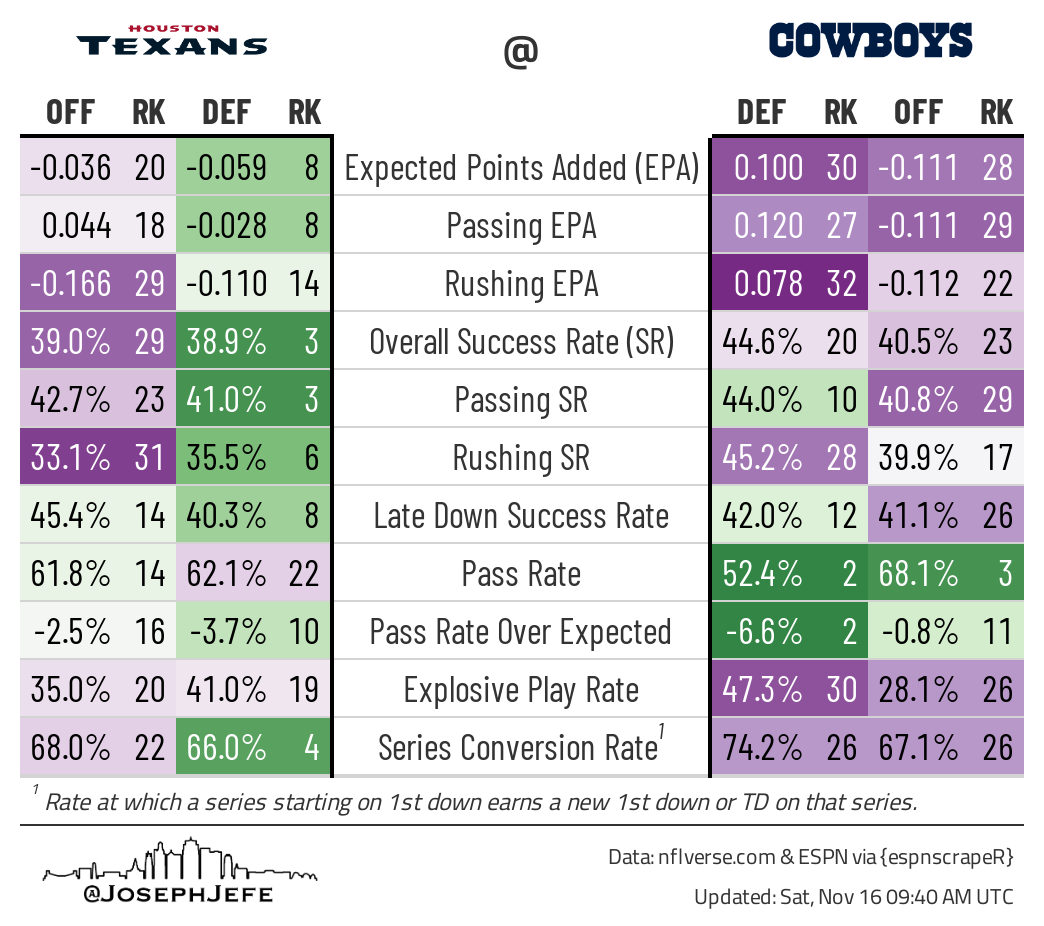 HOUSTON
TEXANS @ COWBOYS
OFF RK DEF RK DEF RK OFF RK
-0.036 20 -0.059 8 Expected Points Added (EPA) 0.100 30 -0.111 28
0.044 18 -0.028 8 Passing EPA 0.120 27 -0.111 29
-0.166 29 -0.110 14 Rushing EPA 0.078 32 -0.112 22
39.0% 29 38.9% 3 Overall Success Rate (SR) 44.6% 20 40.5% 23
42.7% 23 41.0% 3 Passing SR 44.0% 10 40.8% 29
33.1% 31 35.5% 6 Rushing SR 45.2% 28 39.9% 17
45.4% 14 40.3% 8 Late Down Success Rate 42.0% 12 41.1% 26
61.8% 14 62.1% 22 Pass Rate 52.4% 2 68.1% 3
-2.5% 16 -3.7% 10 Pass Rate Over Expected -6.6% 2 -0.8% 11
35.0% 20 41.0% 19 Explosive Play Rate 47.3% 30 28.1% 26
68.0% 22 66.0% 4 Series Conversion Rate¹ 74.2% 26 67.1% 26
¹ Rate at which a series starting on 1st down earns a new 1st down or TD on that series.
@JOSEPHJEFE
Data: nflverse.com & ESPN via {espnscrapeR}
Updated: Sat, Nov 16 09:40 AM UTC